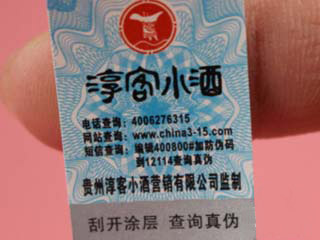 淳客小酒
电话查询：4006276315
网站查询：www.china3-15.com
短信查询：编辑400800#加防伪码
到12114查询真伪
贵州淳客小酒营销有限公司监制
刮开涂层 查询真伪